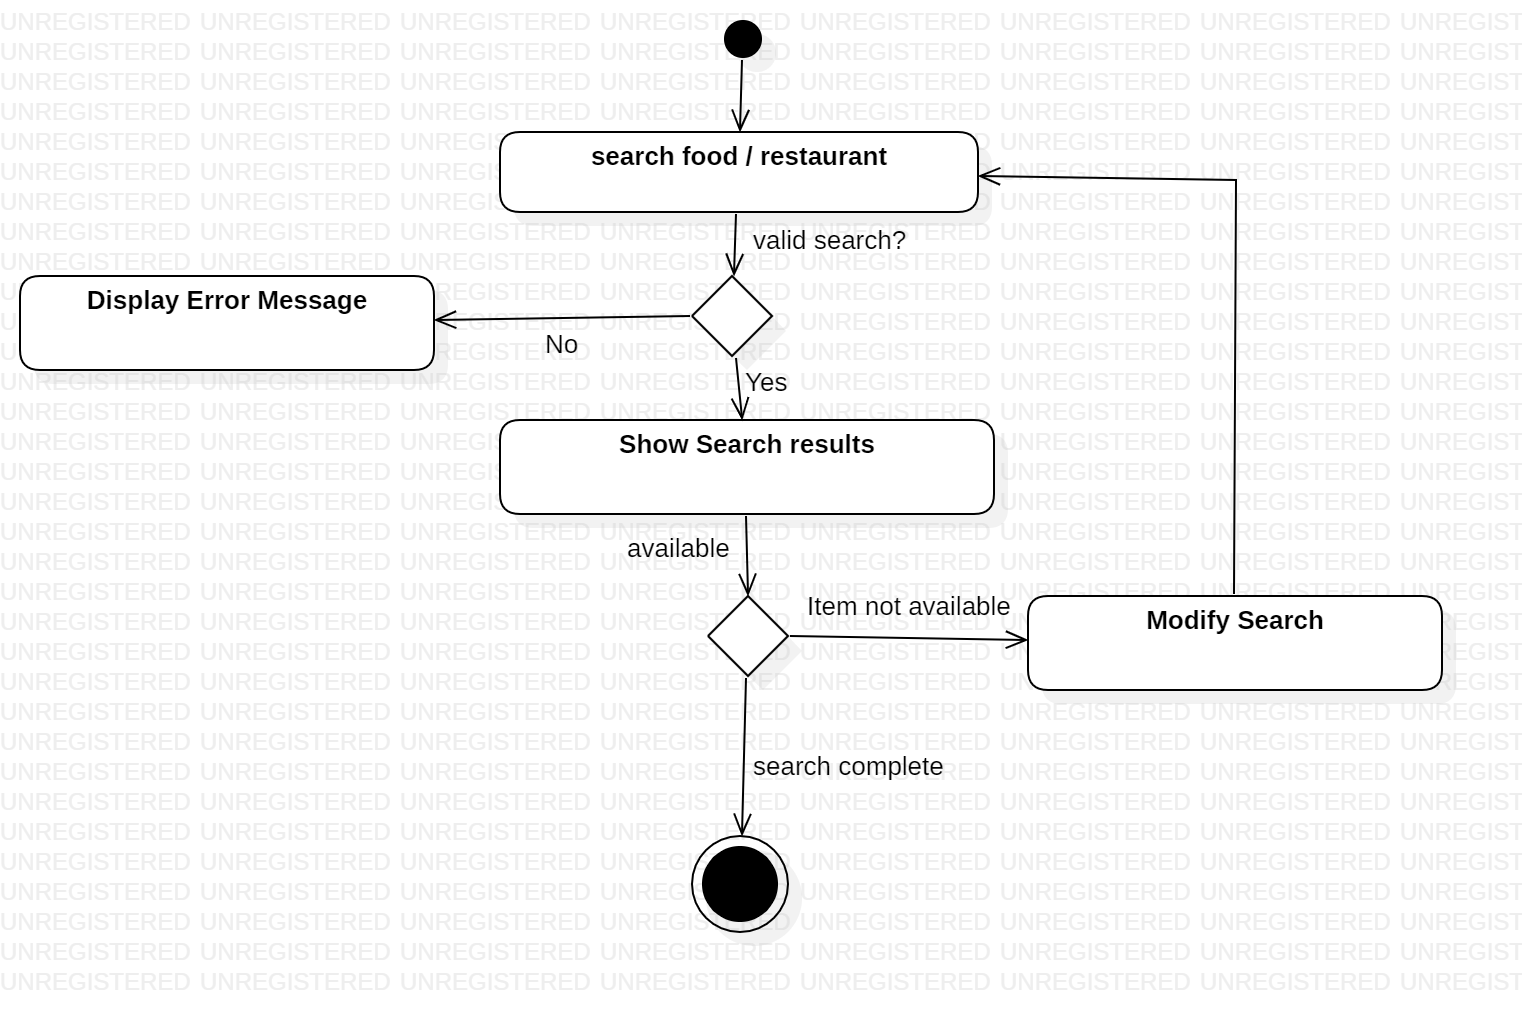 search food / restaurant
valid search?
Display Error Message
No
Yes
Show Search results
available
Item not available
Modify Search
search complete
UNREGISTERED